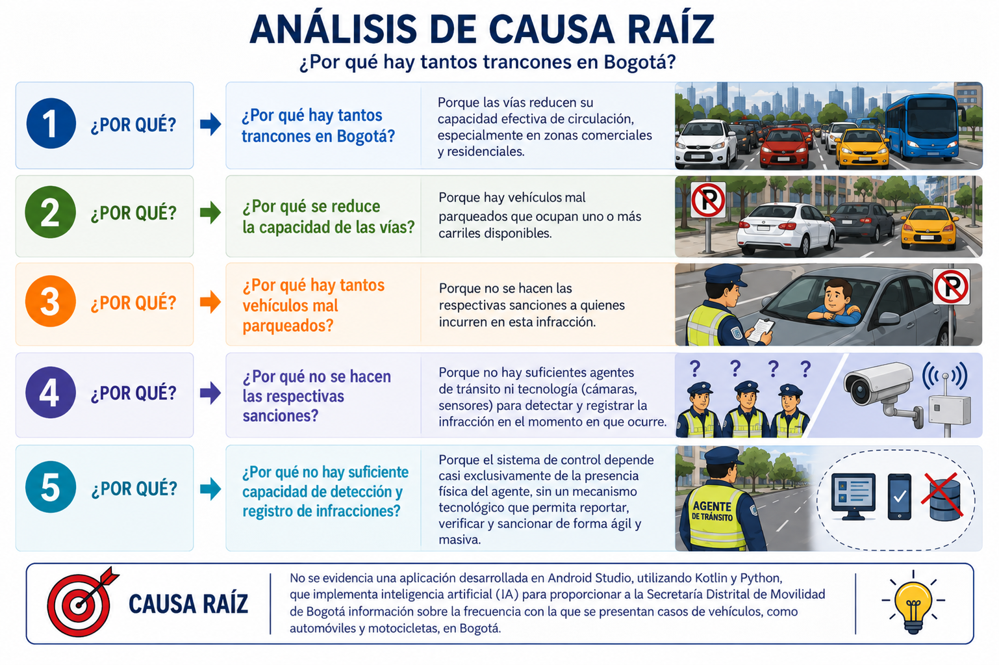 ANÁLISIS DE CAUSA RAÍZ
¿Por qué hay tantos trancones en Bogotá?
1
¿POR QUÉ?
¿Por qué hay tantos
trancones en Bogotá?
Porque las vías reducen su
capacidad efectiva de circulación,
especialmente en zonas comerciales
y residenciales.
2
¿POR QUÉ?
¿Por qué se reduce
la capacidad de las vías?
Porque hay vehículos mal
parqueados que ocupan uno o más
carriles disponibles.
P
3
¿POR QUÉ?
¿Por qué hay tantos
vehículos mal
parqueados?
Porque no se hacen las
respectivas sanciones a quienes
incurren en esta infracción.
P
4
¿POR QUÉ?
¿Por qué no se hacen
las respectivas
sanciones?
Porque no hay suficientes agentes
de tránsito ni tecnología (cámaras,
sensores) para detectar y registrar la
infracción en el momento en que ocurre.
? ? ? ?
5
¿POR QUÉ?
¿Por qué no hay suficiente
capacidad de detección y
registro de infracciones?
Porque el sistema de control depende
casi exclusivamente de la presencia
física del agente, sin un mecanismo
tecnológico que permita reportar,
verificar y sancionar de forma ágil y
masiva.
AGENTE
DE TRÁNSITO
CAUSA RAÍZ
No se evidencia una aplicación desarrollada en Android Studio, utilizando Kotlin y Python,
que implementa inteligencia artificial (IA) para proporcionar a la Secretaría Distrital de Movilidad
de Bogotá información sobre la frecuencia con la que se presentan casos de vehículos, como
automóviles y motocicletas, en Bogotá.